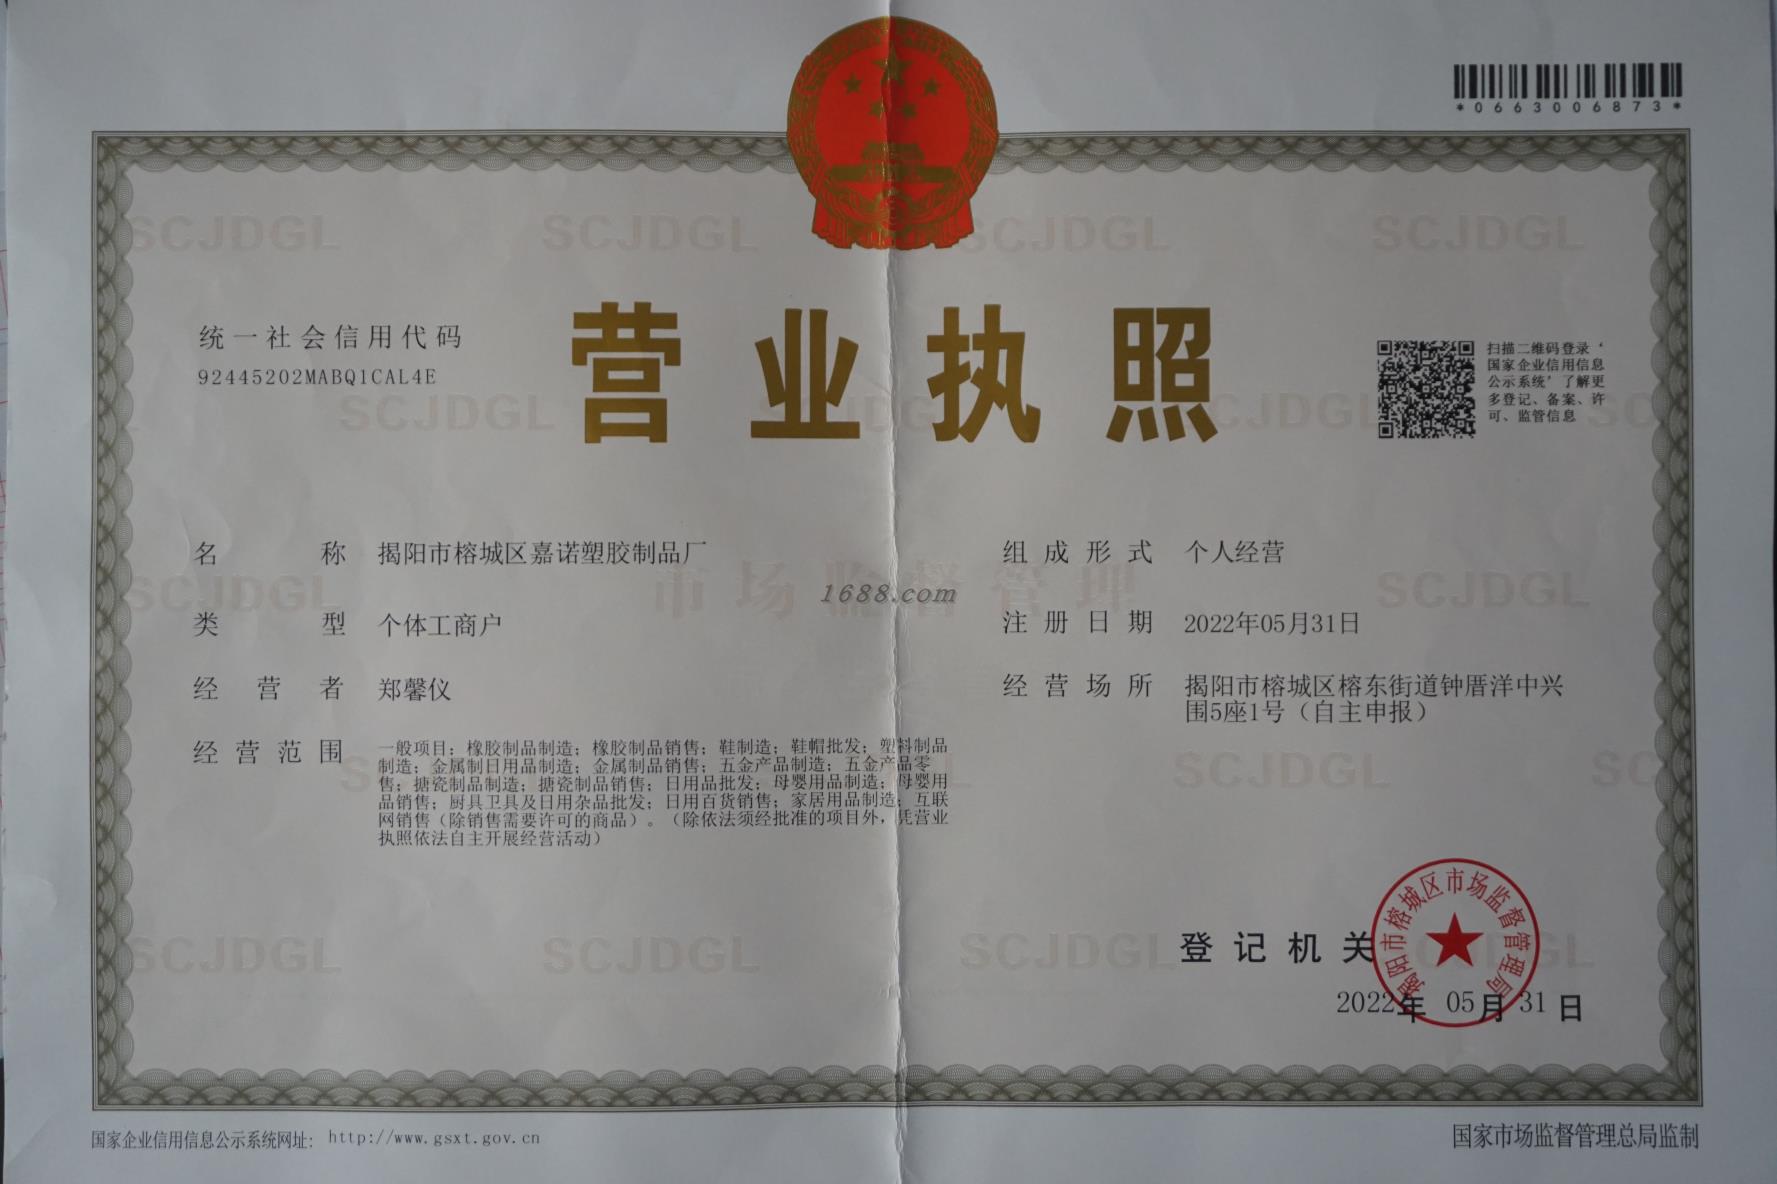 *0663006873*
统一社会信用代码
92445202MABQ1CAL4E
营业执照
扫描二维码登录‘
国家企业信用信息
公示系统’了解更
多登记、备案、许
可、监管信息
名称 揭阳市榕城区嘉诺塑胶制品厂
组成形式 个人经营
1688.com
市场监督管理
类型 个体工商户
注册日期 2022年05月31日
经营者 郑馨仪
经营场所 揭阳市榕城区榕东街道钟厝洋中兴
围5座1号（自主申报）
经营范围 一般项目：橡胶制品制造；橡胶制品销售；鞋制造；鞋帽批发；塑料制品
制造；金属制日用品制造；金属制品销售；五金产品制造；五金产品零
售；搪瓷制品制造；搪瓷制品销售；日用品批发；母婴用品制造；母婴用
品销售；厨具卫具及日用杂品批发；日用百货销售；家居用品制造；互联
网销售（除销售需要许可的商品）。（除依法须经批准的项目外，凭营业
执照依法自主开展经营活动）
揭阳市榕城区市场监督管理局
登记机关
2022年 05月31日
国家企业信用信息公示系统网址：http://www.gsxt.gov.cn
国家市场监督管理总局监制
SCJDGL